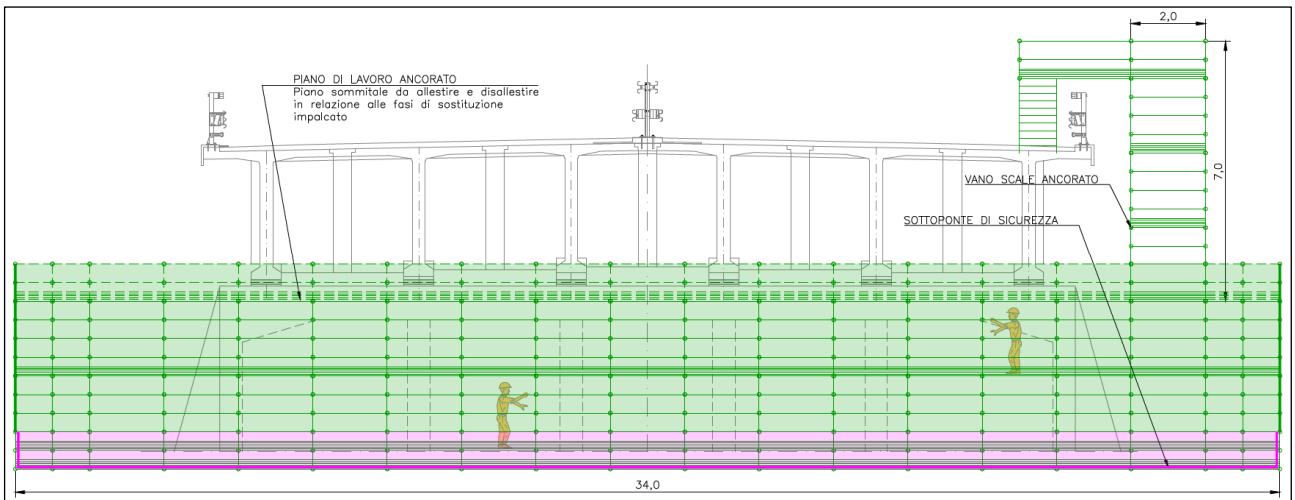 2,0
PIANO DI LAVORO ANCORATO
Piano sommitale da allestire e disallestire
in relazione alle fasi di sostituzione
impalcato
7,0
VANO SCALE ANCORATO
SOTTOPONTE DI SICUREZZA
34,0